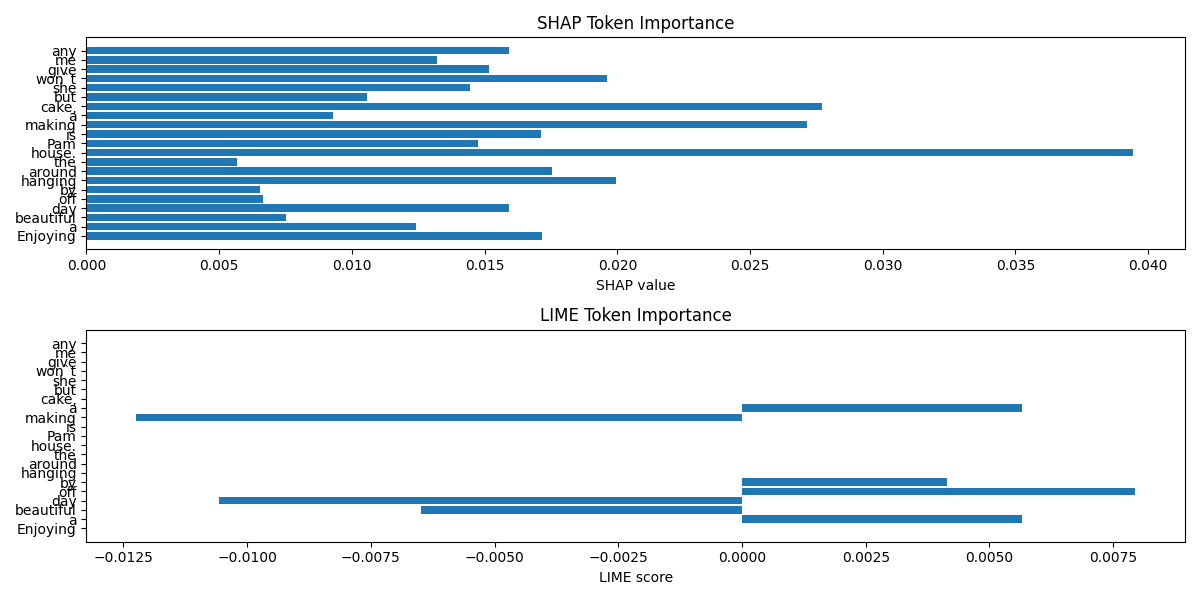 SHAP Token Importance
any
me
give
won't
she
but
cake.
a
making
is
Pam
house.
the
around
hanging
by
off
day
beautiful
a
Enjoying
0.000 0.005 0.010 0.015 0.020 0.025 0.030 0.035 0.040
SHAP value
LIME Token Importance
any
me
give
won't
she
but
cake.
a
making
is
Pam
house.
the
around
hanging
by
off
day
beautiful
a
Enjoying
−0.0125 −0.0100 −0.0075 −0.0050 −0.0025 0.0000 0.0025 0.0050 0.0075
LIME score